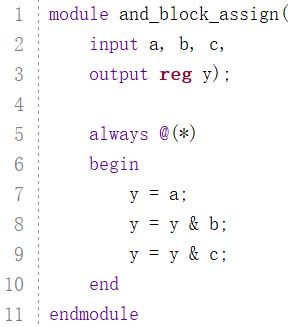 1 module and_block_assign(
2     input a, b, c,
3     output reg y);
4
5     always @(*)
6     begin
7         y = a;
8         y = y & b;
9         y = y & c;
10     end
11 endmodule